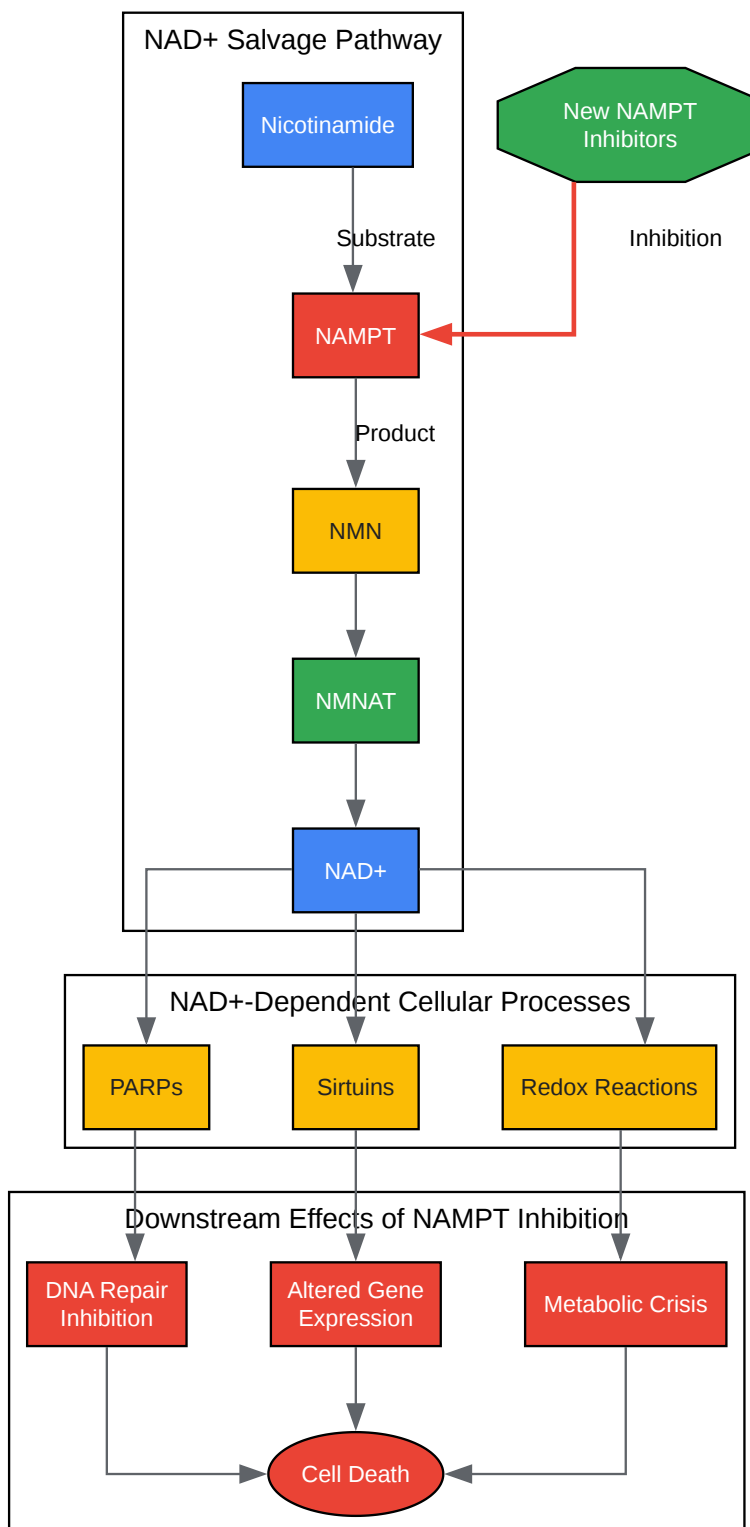 NAD+ Salvage Pathway
Nicotinamide
New NAMPT
Inhibitors
Substrate
Inhibition
NAMPT
Product
NMN
NMNAT
NAD+
NAD+-Dependent Cellular Processes
PARPs
Sirtuins
Redox Reactions
Downstream Effects of NAMPT Inhibition
DNA Repair
Inhibition
Altered Gene
Expression
Metabolic Crisis
Cell Death